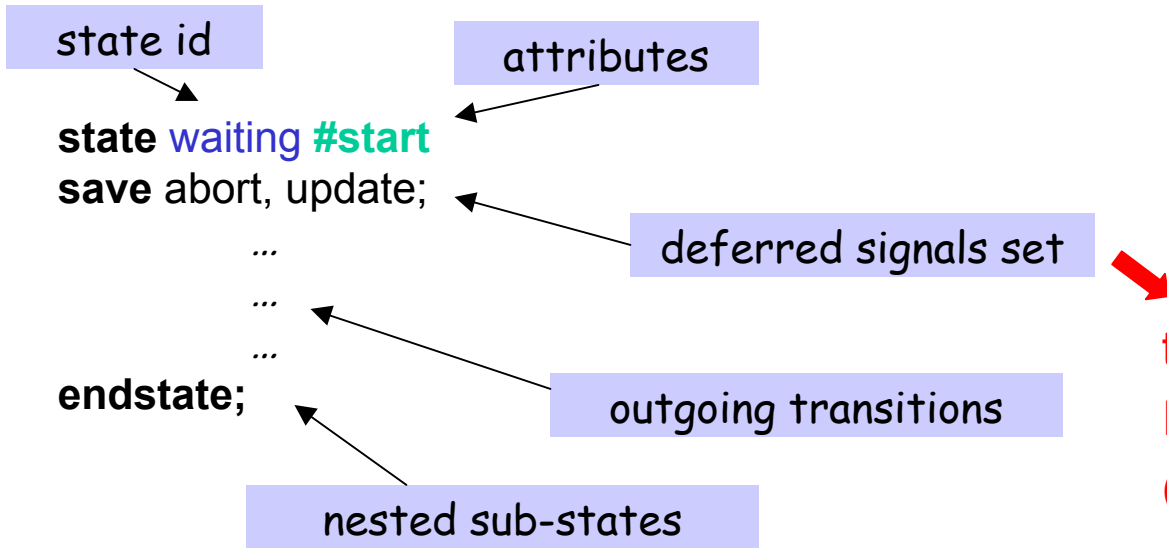 state id
attributes
state waiting #start
save abort, update;
deferred signals set
...
...
...
outgoing transitions
endstate;
nested sub-states